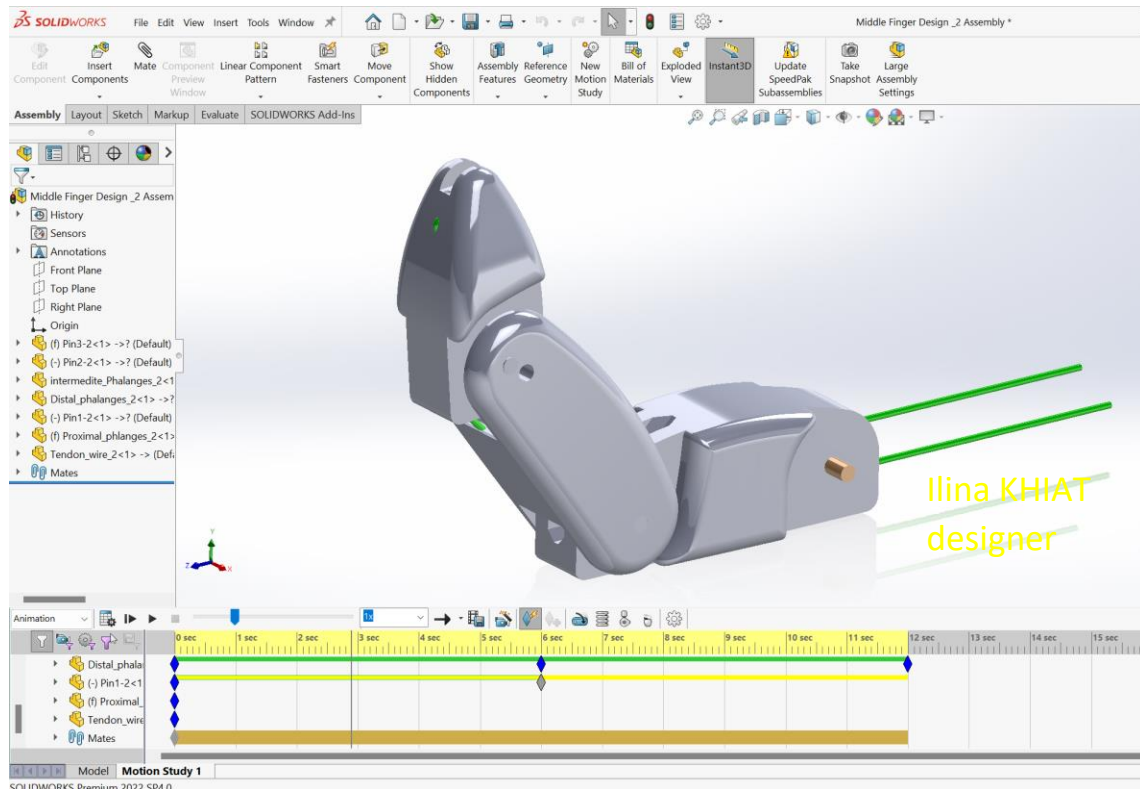 SOLIDWORKS File Edit View Insert Tools Window Middle Finger Design _2 Assembly *
Edit Component
Insert Components
Mate
Component Preview Window
Linear Component Pattern
Smart Fasteners
Move Component
Show Hidden Components
Assembly Features
Reference Geometry
New Motion Study
Bill of Materials
Exploded View
Instant3D
Update SpeedPak Subassemblies
Take Snapshot
Large Assembly Settings
Assembly Layout Sketch Markup Evaluate SOLIDWORKS Add-Ins
Middle Finger Design _2 Assem
History
Sensors
Annotations
Front Plane
Top Plane
Right Plane
Origin
(f) Pin3-2<1> ->? (Default)
(-) Pin2-2<1> ->? (Default)
intermedite_Phalanges_2<1
Distal_phalanges_2<1> ->?
(-) Pin1-2<1> ->? (Default)
(f) Proximal_phlanges_2<1>
Tendon_wire_2<1> -> (Defa
Mates
Ilina KHIAT
designer
Y
Z
X
Animation 1x
0 sec 1 sec 2 sec 3 sec 4 sec 5 sec 6 sec 7 sec 8 sec 9 sec 10 sec 11 sec 12 sec 13 sec 14 sec 15 sec
Distal_phala
(-) Pin1-2<1
(f) Proximal_
Tendon_wire
Mates
Model Motion Study 1
SOLIDWORKS Premium 2022 SP4.0